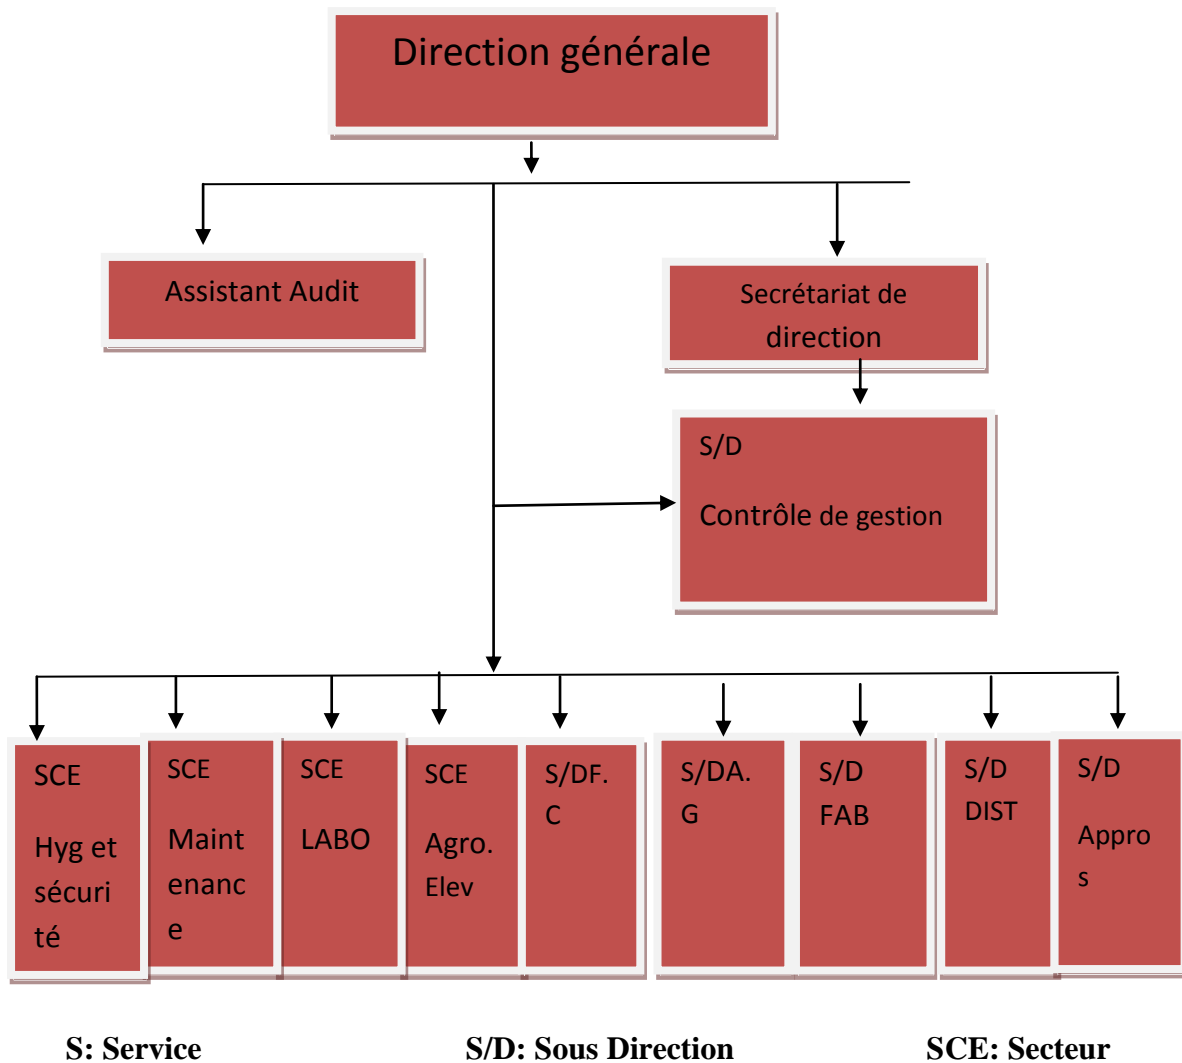 Direction générale
Assistant Audit
Secrétariat de
direction
S/D
Contrôle de gestion
SCE
Hyg et
sécuri
té
SCE
Maint
enanc
e
SCE
LABO
SCE
Agro.
Elev
S/DF.
C
S/DA.
G
S/D
FAB
S/D
DIST
S/D
Appro
s
S: Service S/D: Sous Direction SCE: Secteur